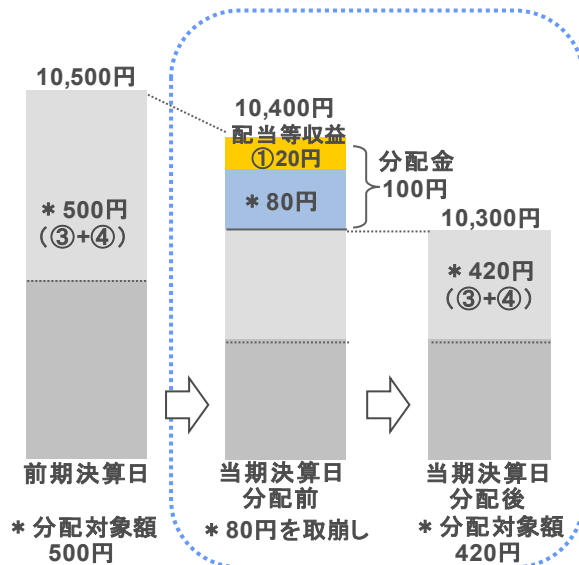 10,500円
＊500円
（③+④）
前期決算日
＊分配対象額
500円
10,400円
配当等収益
①20円
＊80円
分配金
100円
当期決算日
分配前
＊80円を取崩し
10,300円
＊420円
（③+④）
当期決算日
分配後
＊分配対象額
420円